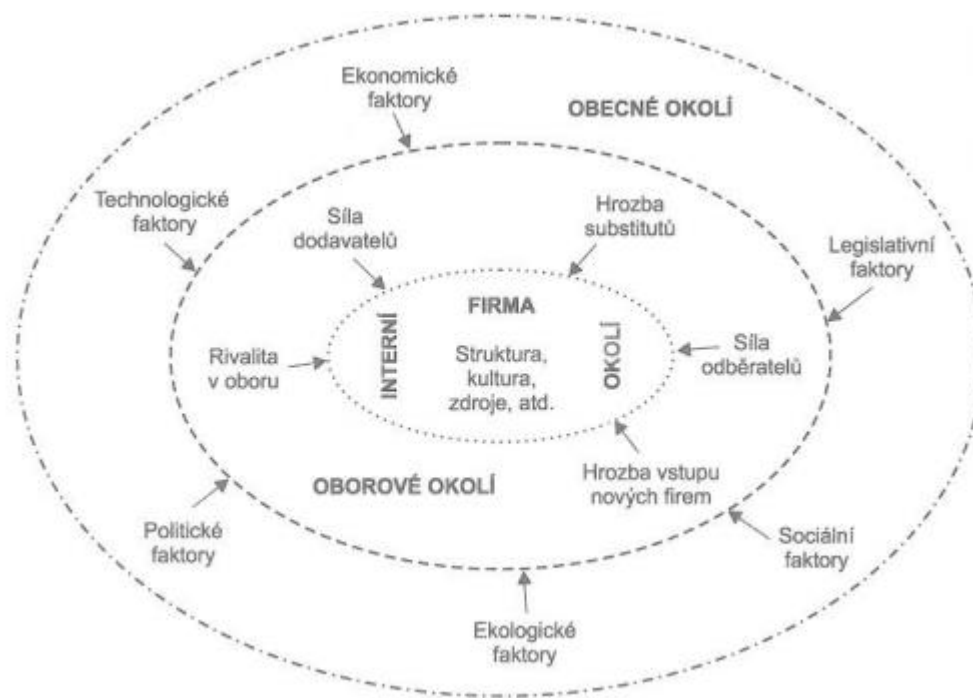 Ekonomické
faktory
OBECNÉ OKOLÍ
Technologické
faktory
Síla
dodavatelů
Hrozba
substitutů
Legislativní
faktory
FIRMA
INTERNÍ
OKOLÍ
Struktura,
kultura,
zdroje, atd.
Rivalita
v oboru
Síla
odběratelů
OBOROVÉ OKOLÍ
Hrozba vstupu
nových firem
Politické
faktory
Sociální
faktory
Ekologické
faktory